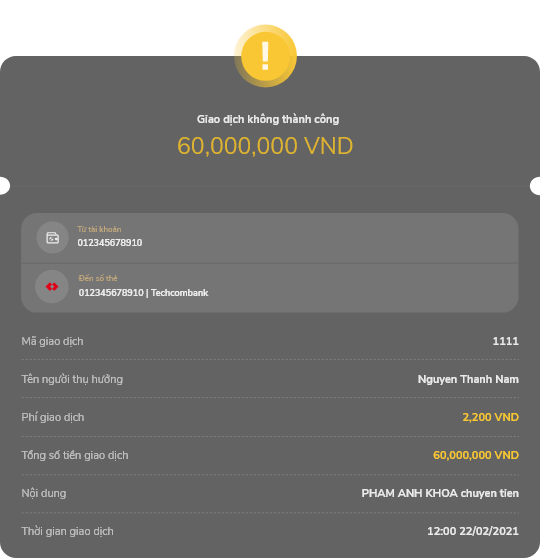 !
Giao dịch không thành công
60,000,000 VND
Từ tài khoản
012345678910
Đến số thẻ
012345678910 | Techcombank
Mã giao dịch 1111
Tên người thụ hưởng Nguyen Thanh Nam
Phí giao dịch 2,200 VND
Tổng số tiền giao dịch 60,000,000 VND
Nội dung PHAM ANH KHOA chuyen tien
Thời gian giao dịch 12:00 22/02/2021